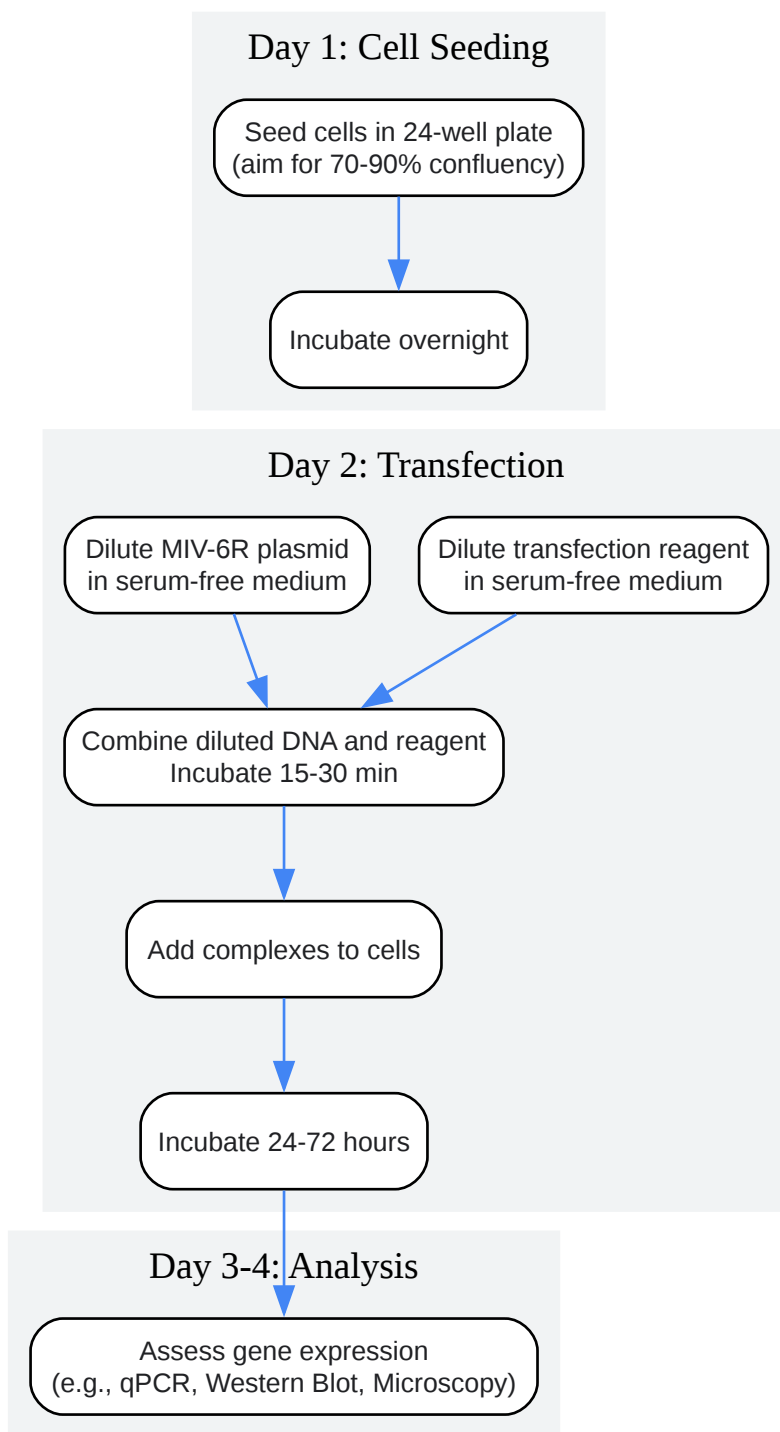 Day 1: Cell Seeding
Seed cells in 24-well plate
(aim for 70-90% confluency)
Incubate overnight
Day 2: Transfection
Dilute MIV-6R plasmid
in serum-free medium
Dilute transfection reagent
in serum-free medium
Combine diluted DNA and reagent
Incubate 15-30 min
Add complexes to cells
Incubate 24-72 hours
Day 3-4: Analysis
Assess gene expression
(e.g., qPCR, Western Blot, Microscopy)